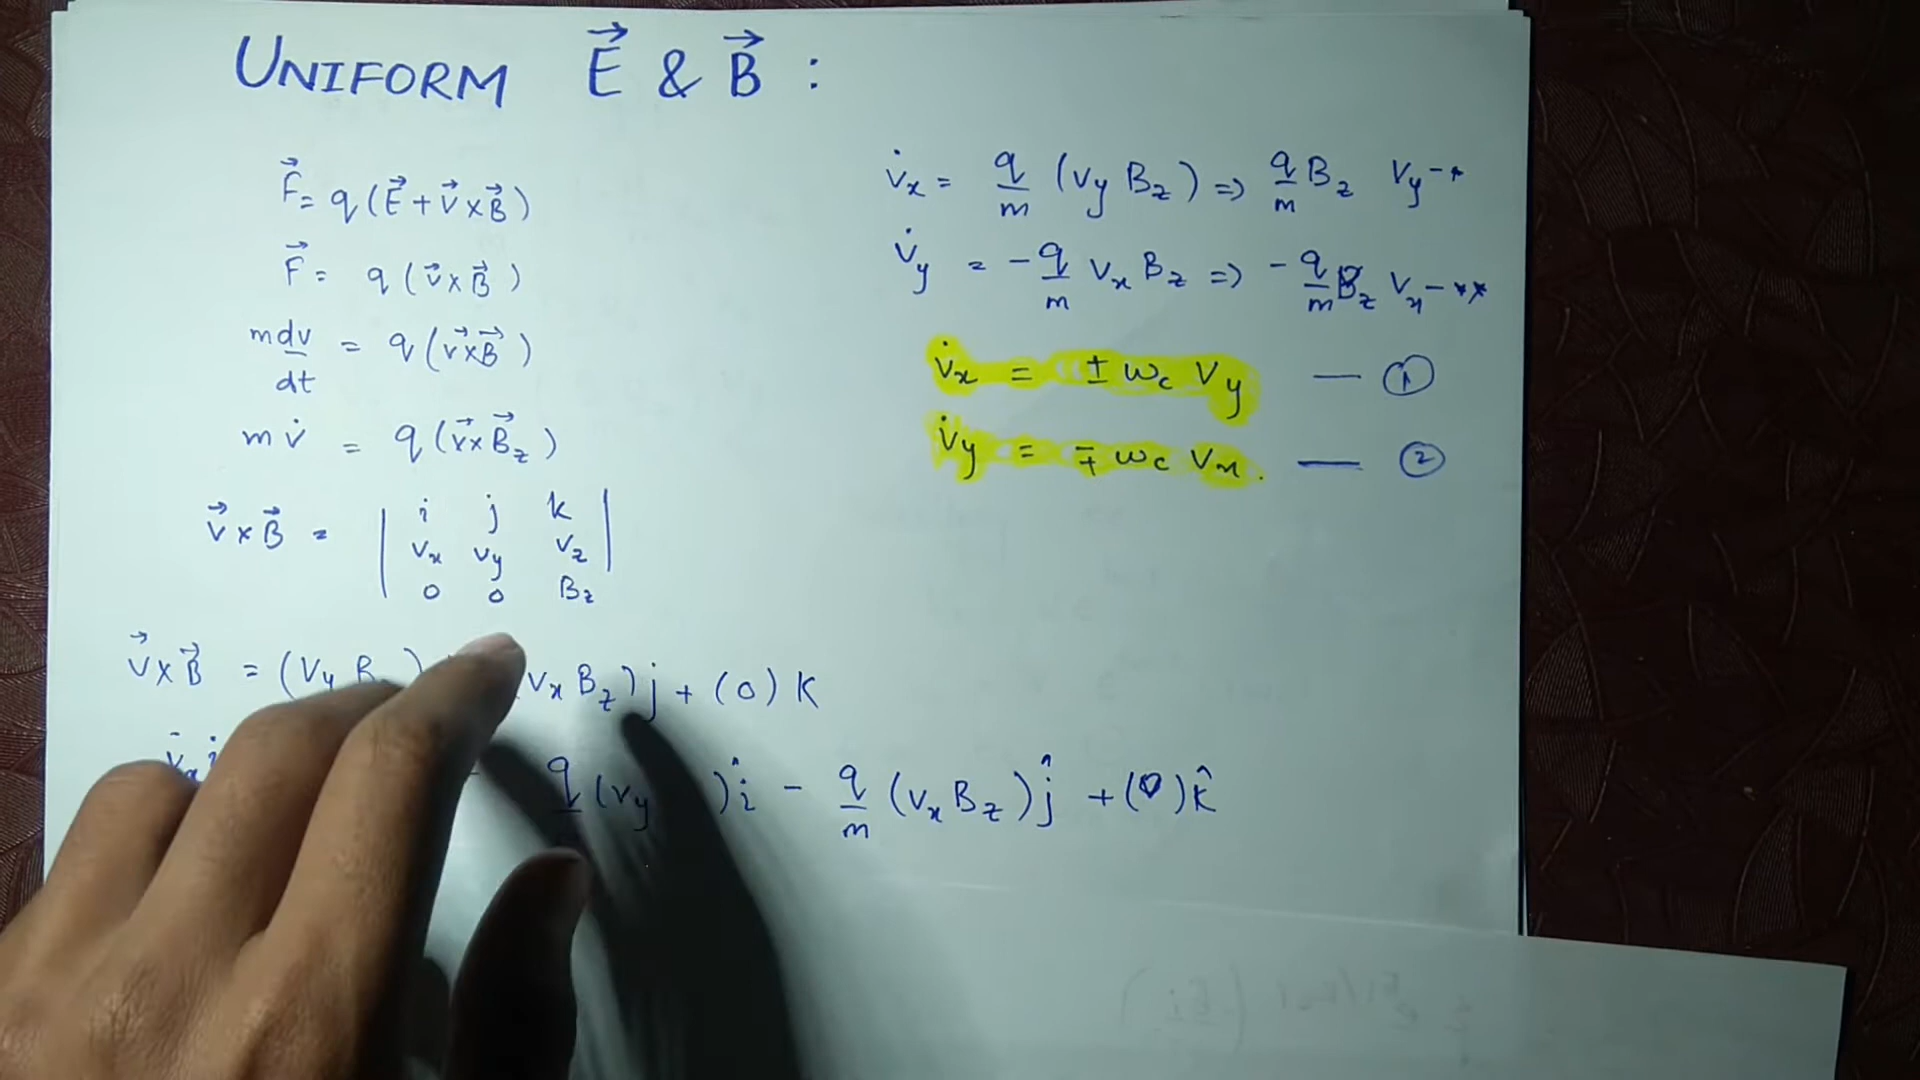 UNIFORM E⃗ & B⃗ :
F⃗ = q (E⃗ + v⃗ × B⃗ )
F⃗ = q ( v⃗ × B⃗ )
m dv/dt = q ( v⃗ × B⃗ )
m v̇ = q ( v⃗ × B⃗z )
v⃗ × B⃗ = | i j k
vx vy vz
0 0 Bz |
v⃗ × B⃗ = (Vy B ) (Vx Bz) j + (0) K
q (vy ) î - q/m (vx Bz) ĵ + (0) k̂
v̇x = q/m (vy Bz) => q/m Bz Vy - *
v̇y = - q/m vx Bz => - q/m Bz Vx - **
v̇x = ± ωc Vy — ①
v̇y = ∓ ωc Vx. — ②